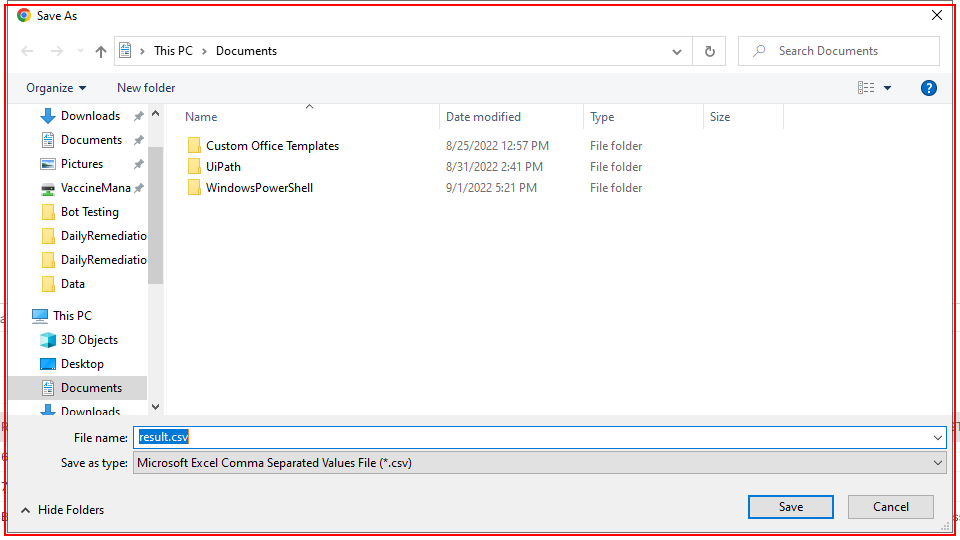 Save As
This PC > Documents
Search Documents
Organize
New folder
Downloads
Documents
Pictures
VaccineMana
Bot Testing
DailyRemediatio
DailyRemediatio
Data
This PC
3D Objects
Desktop
Documents
Downloads
Name Date modified Type Size
Custom Office Templates 8/25/2022 12:57 PM File folder
UiPath 8/31/2022 2:41 PM File folder
WindowsPowerShell 9/1/2022 5:21 PM File folder
File name: result.csv
Save as type: Microsoft Excel Comma Separated Values File (*.csv)
Hide Folders
Save
Cancel